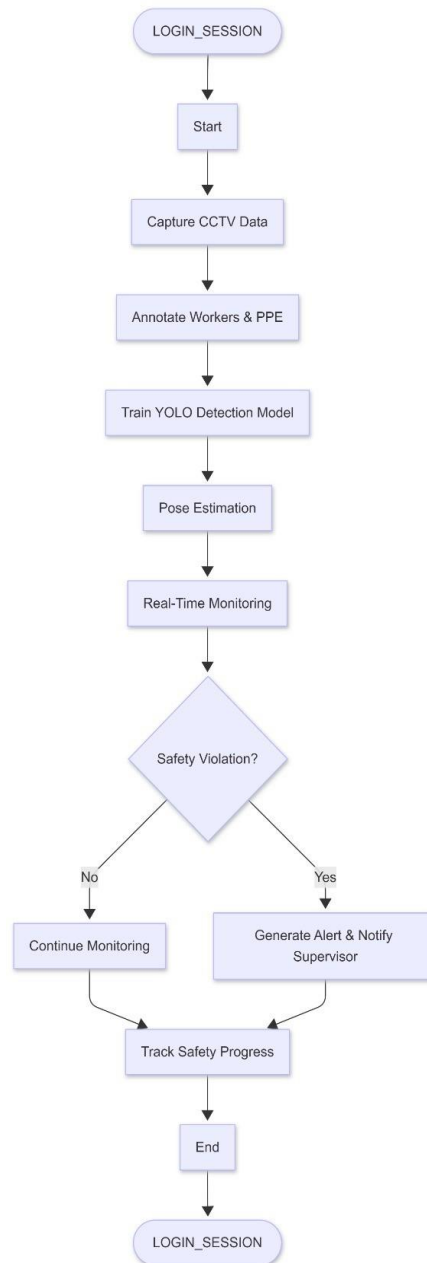 LOGIN_SESSION
Start
Capture CCTV Data
Annotate Workers & PPE
Train YOLO Detection Model
Pose Estimation
Real-Time Monitoring
Safety Violation?
No
Yes
Continue Monitoring
Generate Alert & Notify
Supervisor
Track Safety Progress
End
LOGIN_SESSION